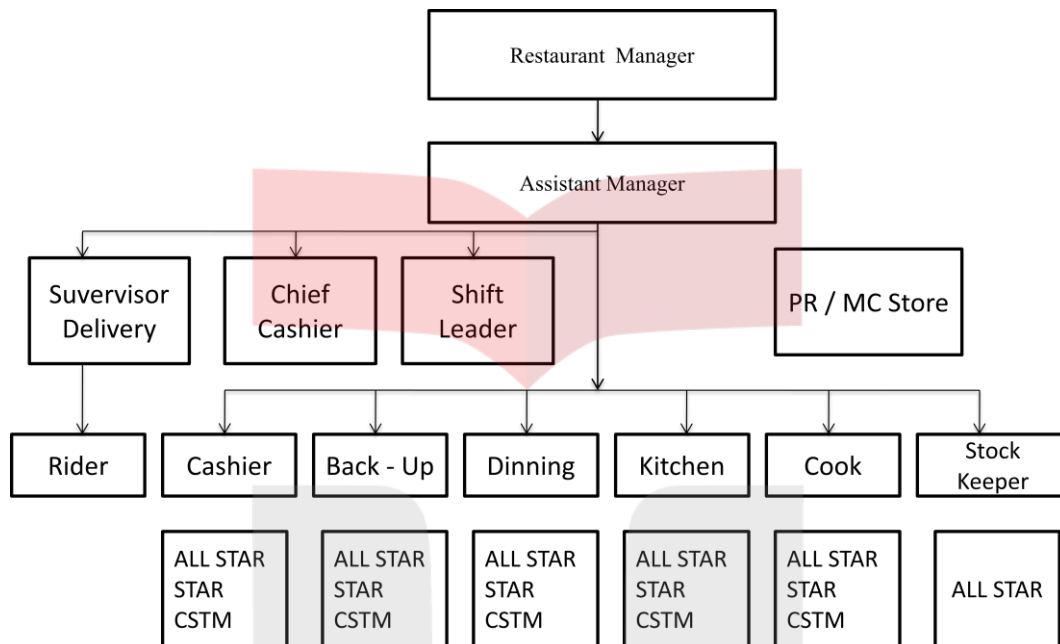 Restaurant Manager
Assistant Manager
Suvervisor
Delivery
Chief
Cashier
Shift
Leader
PR / MC Store
Rider
Cashier
Back - Up
Dinning
Kitchen
Cook
Stock
Keeper
ALL STAR
STAR
CSTM
ALL STAR
STAR
CSTM
ALL STAR
STAR
CSTM
ALL STAR
STAR
CSTM
ALL STAR
STAR
CSTM
ALL STAR